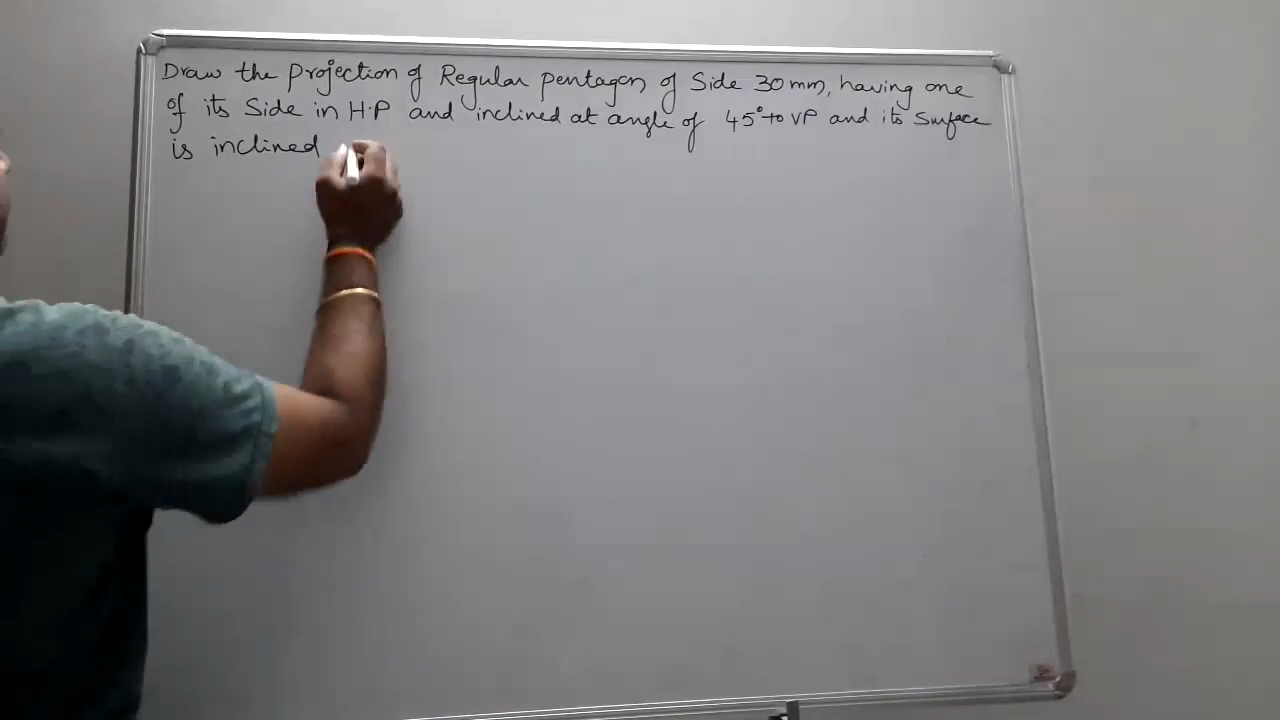 Draw the Projection of Regular pentagon of Side 30mm, having one
of its Side in H.P and inclined at angle of 45° to VP and its Surface
is inclined